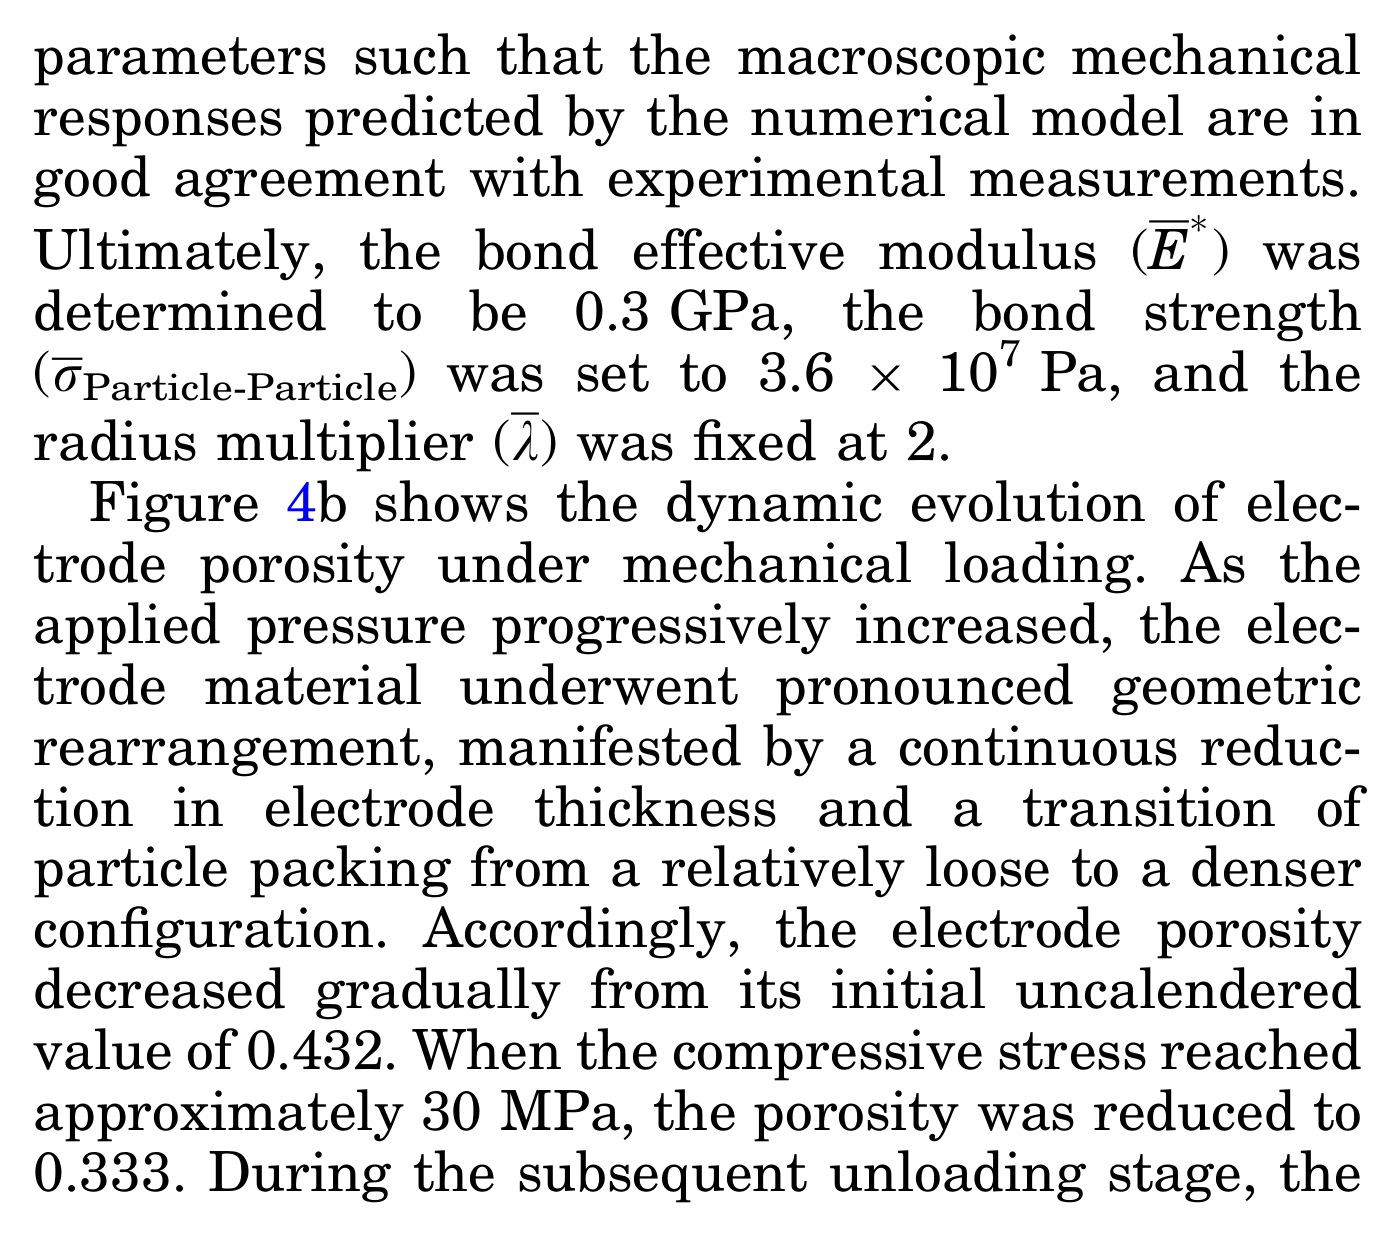 parameters such that the macroscopic mechanical
responses predicted by the numerical model are in
good agreement with experimental measurements.
Ultimately, the bond effective modulus (E̅*) was
determined to be 0.3 GPa, the bond strength
(σ̅Particle-Particle) was set to 3.6 × 10⁷ Pa, and the
radius multiplier (λ̅) was fixed at 2.
Figure 4b shows the dynamic evolution of elec-
trode porosity under mechanical loading. As the
applied pressure progressively increased, the elec-
trode material underwent pronounced geometric
rearrangement, manifested by a continuous reduc-
tion in electrode thickness and a transition of
particle packing from a relatively loose to a denser
configuration. Accordingly, the electrode porosity
decreased gradually from its initial uncalendered
value of 0.432. When the compressive stress reached
approximately 30 MPa, the porosity was reduced to
0.333. During the subsequent unloading stage, the